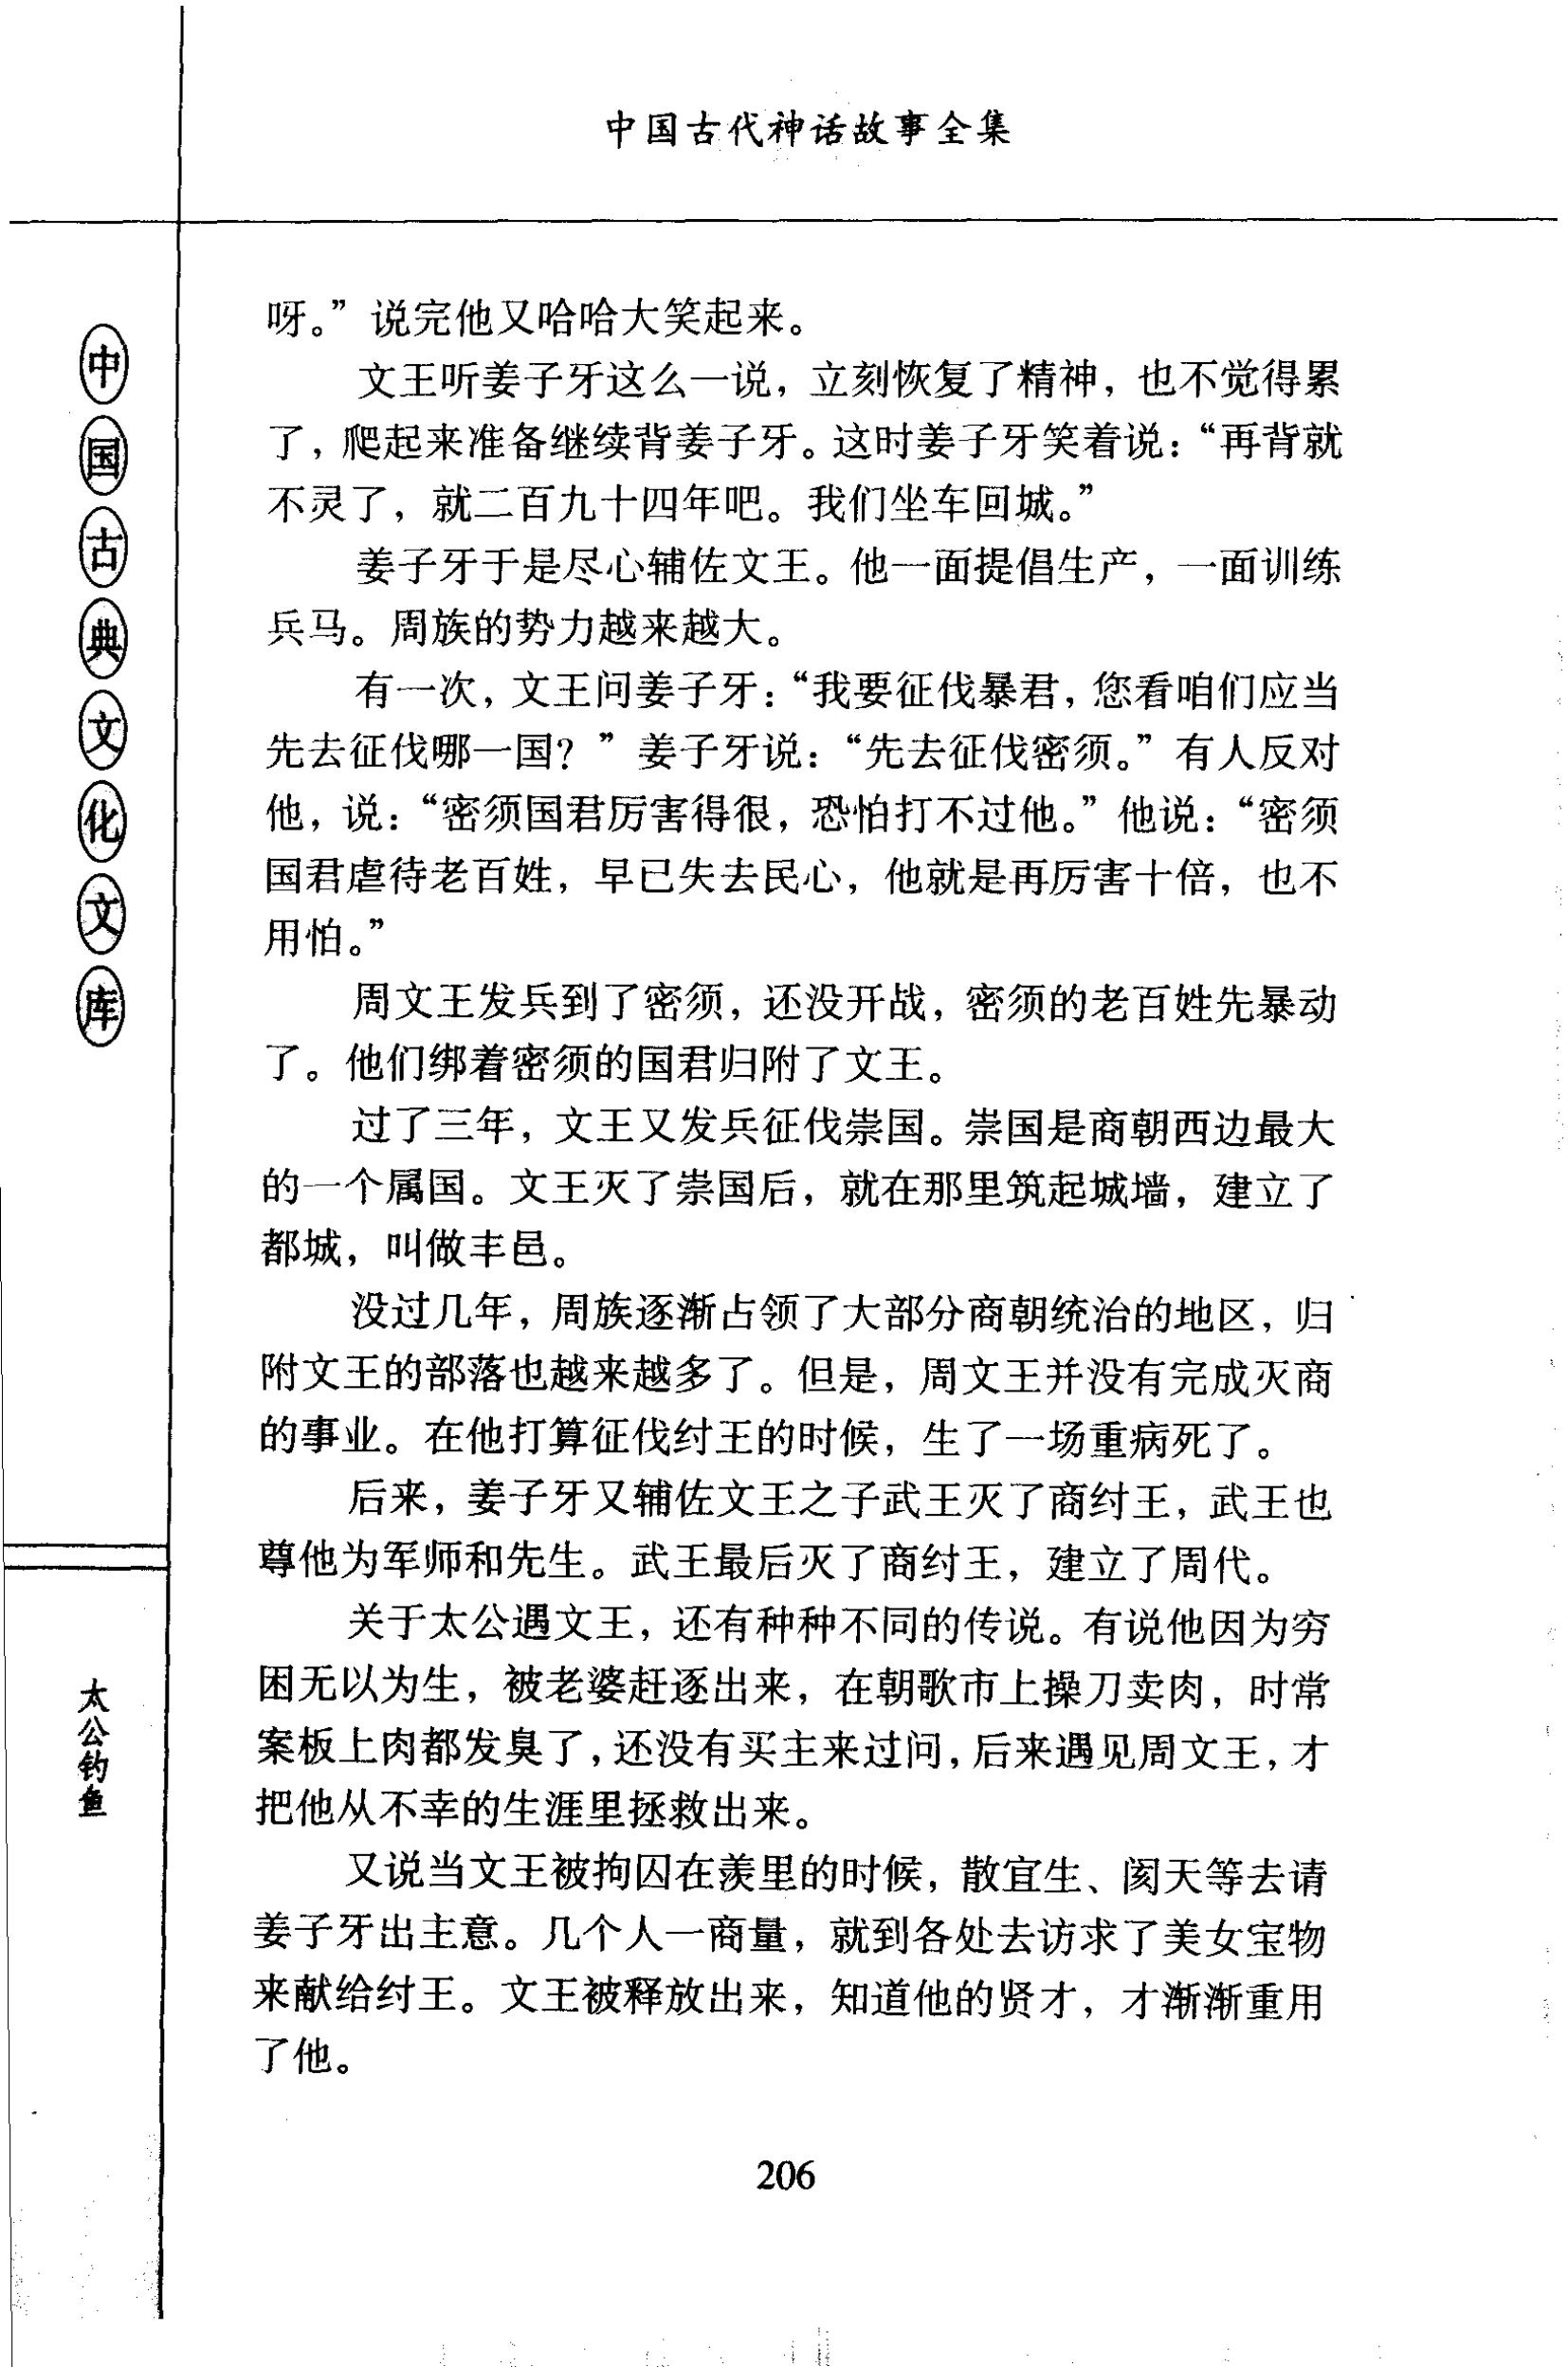 中国古代神话故事全集
中国古典文化文库
太公钓鱼
呀。”说完他又哈哈大笑起来。
文王听姜子牙这么一说，立刻恢复了精神，也不觉得累
了，爬起来准备继续背姜子牙。这时姜子牙笑着说：“再背就
不灵了，就二百九十四年吧。我们坐车回城。”
姜子牙于是尽心辅佐文王。他一面提倡生产，一面训练
兵马。周族的势力越来越大。
有一次，文王问姜子牙：“我要征伐暴君，您看咱们应当
先去征伐哪一国？”姜子牙说：“先去征伐密须。”有人反对
他，说：“密须国君厉害得很，恐怕打不过他。”他说：“密须
国君虐待老百姓，早已失去民心，他就是再厉害十倍，也不
用怕。”
周文王发兵到了密须，还没开战，密须的老百姓先暴动
了。他们绑着密须的国君归附了文王。
过了三年，文王又发兵征伐崇国。崇国是商朝西边最大
的一个属国。文王灭了崇国后，就在那里筑起城墙，建立了
都城，叫做丰邑。
没过几年，周族逐渐占领了大部分商朝统治的地区，归
附文王的部落也越来越多了。但是，周文王并没有完成灭商
的事业。在他打算征伐纣王的时候，生了一场重病死了。
后来，姜子牙又辅佐文王之子武王灭了商纣王，武王也
尊他为军师和先生。武王最后灭了商纣王，建立了周代。
关于太公遇文王，还有种种不同的传说。有说他因为穷
困无以为生，被老婆赶逐出来，在朝歌市上操刀卖肉，时常
案板上肉都发臭了，还没有买主来过问，后来遇见周文王，才
把他从不幸的生涯里拯救出来。
又说当文王被拘囚在羑里的时候，散宜生、闳天等去请
姜子牙出主意。几个人一商量，就到各处去访求了美女宝物
来献给纣王。文王被释放出来，知道他的贤才，才渐渐重用
了他。
206